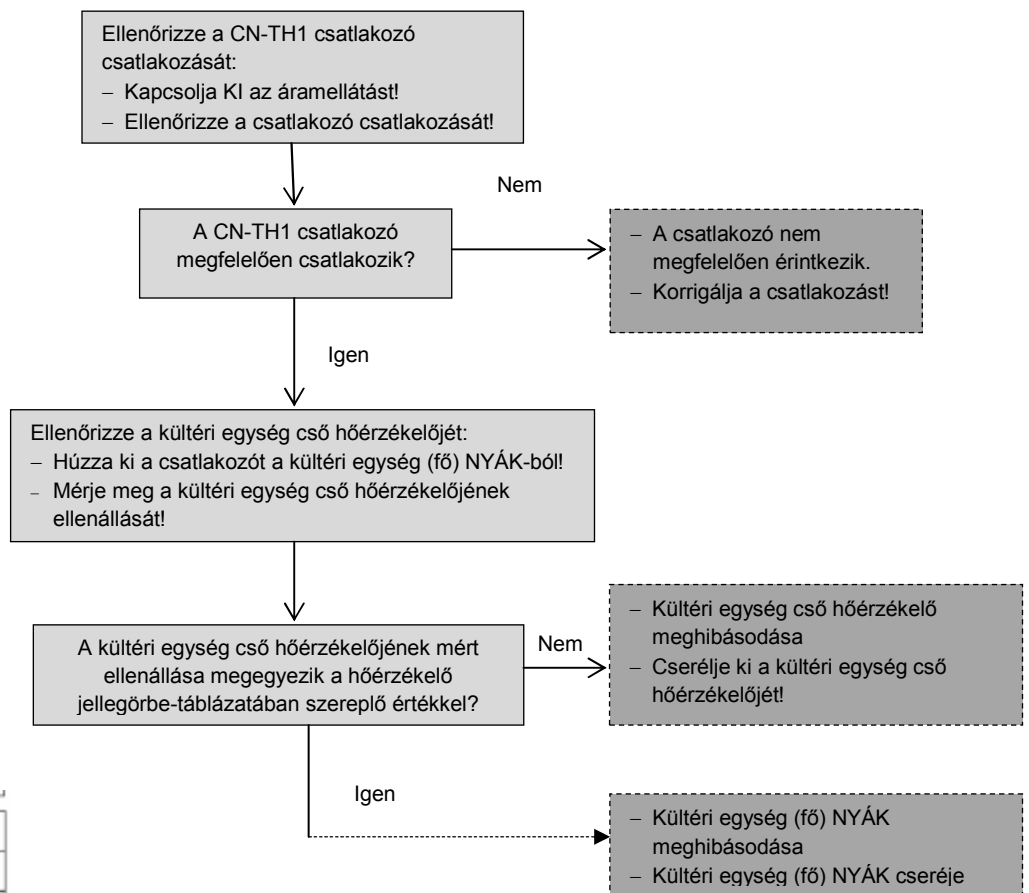 Ellenőrizze a CN-TH1 csatlakozó
csatlakozását:
– Kapcsolja KI az áramellátást!
– Ellenőrizze a csatlakozó csatlakozását!
Nem
A CN-TH1 csatlakozó
megfelelően csatlakozik?
– A csatlakozó nem
megfelelően érintkezik.
– Korrigálja a csatlakozást!
Igen
Ellenőrizze a kültéri egység cső hőérzékelőjét:
– Húzza ki a csatlakozót a kültéri egység (fő) NYÁK-ból!
– Mérje meg a kültéri egység cső hőérzékelőjének
ellenállását!
A kültéri egység cső hőérzékelőjének mért
ellenállása megegyezik a hőérzékelő
jellegörbe-táblázatában szereplő értékkel?
Nem
– Kültéri egység cső hőérzékelő
meghibásodása
– Cserélje ki a kültéri egység cső
hőérzékelőjét!
Igen
– Kültéri egység (fő) NYÁK
meghibásodása
– Kültéri egység (fő) NYÁK cseréje